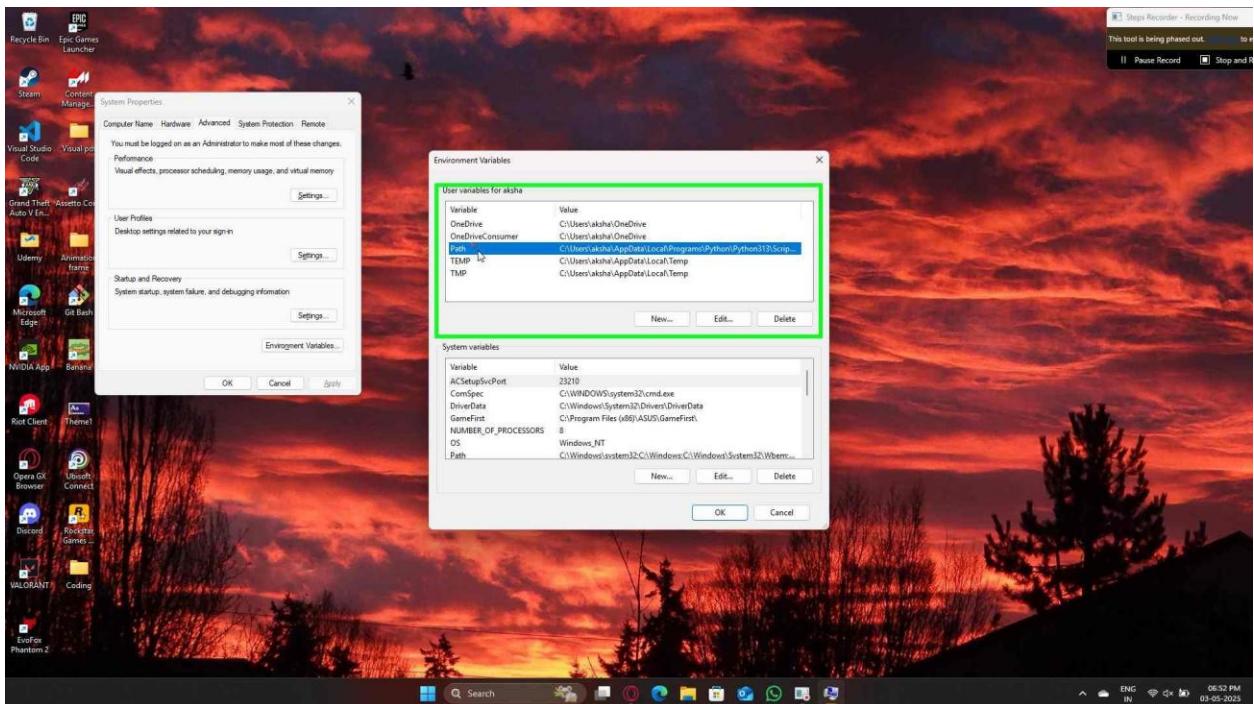 Recycle Bin
Epic Games
Launcher
Steam
Content
Manage...
Visual Studio
Code
Grand Theft
Auto V En...
Udemy
Animation
frame
Microsoft
Edge
Git Bash
NVIDIA App
Banana
Riot Client
Theme1
Opera GX
Browser
Ubisoft
Connect
Discord
Rockstar
Games ...
VALORANT
Coding
EvoFox
Phantom 2
System Properties
Computer Name Hardware Advanced System Protection Remote
You must be logged on as an Administrator to make most of these changes.
Performance
Visual effects, processor scheduling, memory usage, and virtual memory
Settings...
User Profiles
Desktop settings related to your sign-in
Settings...
Startup and Recovery
System startup, system failure, and debugging information
Settings...
Environment Variables...
OK Cancel Apply
Environment Variables
User variables for aksha
Variable Value
OneDrive C:\Users\aksha\OneDrive
OneDriveConsumer C:\Users\aksha\OneDrive
Path C:\Users\aksha\AppData\Local\Programs\Python\Python313\Scrip...
TEMP C:\Users\aksha\AppData\Local\Temp
TMP C:\Users\aksha\AppData\Local\Temp
New... Edit... Delete
System variables
Variable Value
ACSetupSvcPort 23210
ComSpec C:\WINDOWS\system32\cmd.exe
DriverData C:\Windows\System32\Drivers\DriverData
GameFirst C:\Program Files (x86)\ASUS\GameFirst\
NUMBER_OF_PROCESSORS 8
OS Windows_NT
Path C:\Windows\system32;C:\Windows;C:\Windows\System32\Wbem;...
New... Edit... Delete
OK Cancel
Steps Recorder - Recording Now
This tool is being phased out. to
Pause Record Stop and R
Search
ENG
IN
06:52 PM
03-05-2025